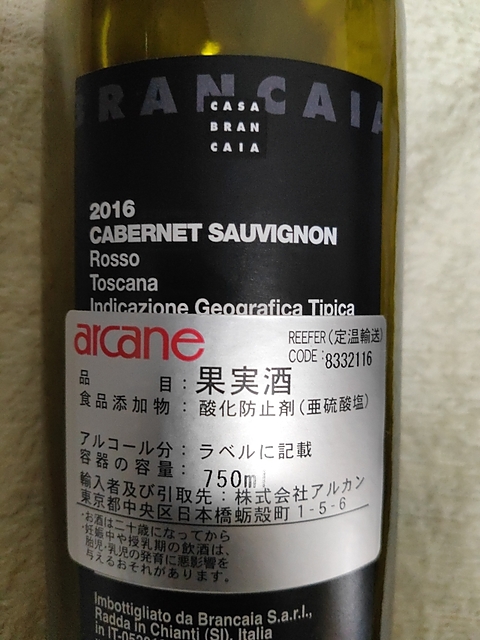 BRANCAIA
CASA
BRAN
CAIA
2016
CABERNET SAUVIGNON
Rosso
Toscana
Indicazione Geografica Tipica
arcane
REEFER(定温輸送)
CODE:8332116
品目:果実酒
食品添加物:酸化防止剤(亜硫酸塩)
アルコール分:ラベルに記載
容器の容量:750ml
輸入者及び引取先:株式会社アルカン
東京都中央区日本橋蛎殻町1-5-6
・お酒は二十歳になってから
・妊娠中や授乳期の飲酒は、
胎児・乳児の発育に悪影響を
与えるおそれがあります。
Imbottigliato da Brancaia S.a.r.l.,
Radda in Chianti (SI), Italia